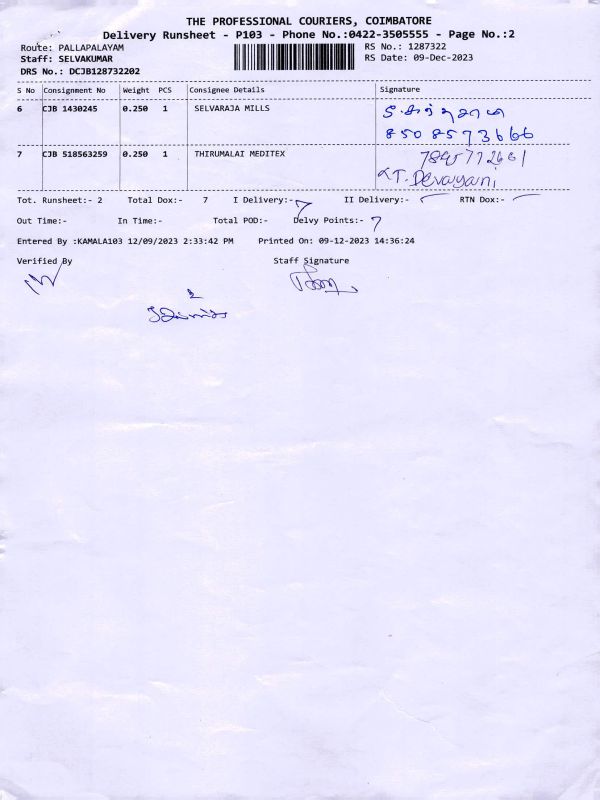 THE PROFESSIONAL COURIERS, COIMBATORE
Delivery Runsheet - P103 - Phone No.:0422-3505555 - Page No.:2
Route: PALLAPALAYAM RS No.: 1287322
Staff: SELVAKUMAR RS Date: 09-Dec-2023
DRS No.: DCJB128732202
S No Consignment No Weight PCS Consignee Details Signature
6 CJB 1430245 0.250 1 SELVARAJA MILLS
8508573666
7 CJB 518563259 0.250 1 THIRUMALAI MEDITEX
T. Devayani
Tot. Runsheet:- 2 Total Dox:- 7 I Delivery:- 7 II Delivery:- RTN Dox:-
Out Time:- In Time:- Total POD:- Delvy Points:- 7
Entered By :KAMALA103 12/09/2023 2:33:42 PM Printed On: 09-12-2023 14:36:24
Verified By Staff Signature